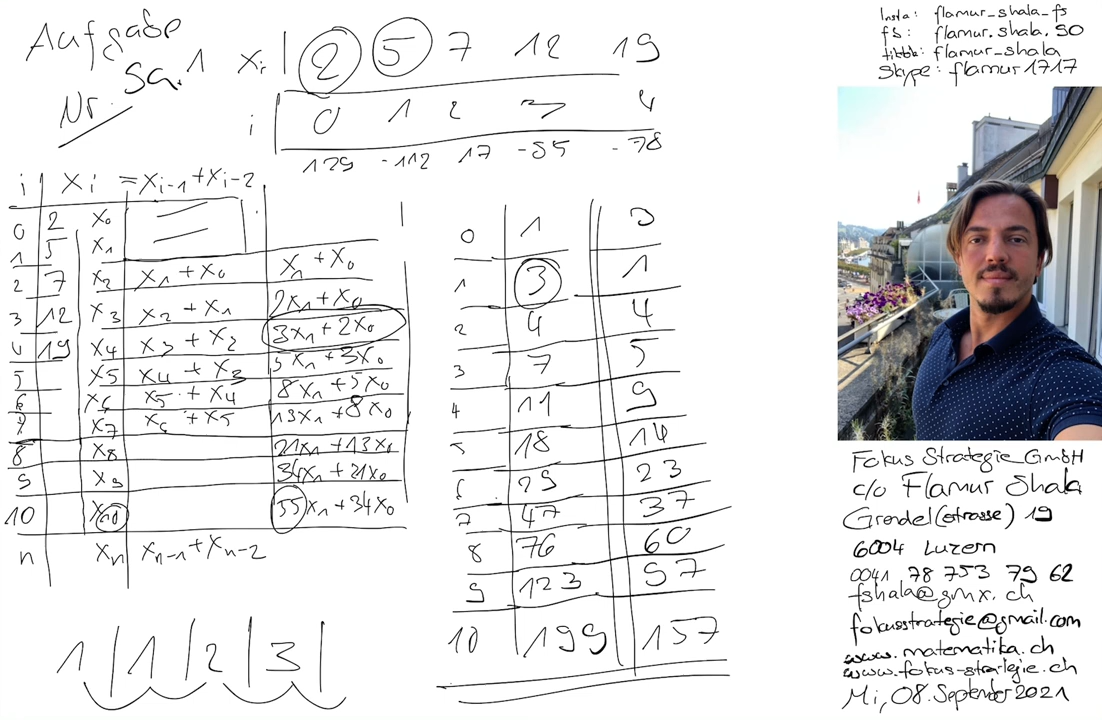 Aufgabe
Nr. 5a.1
xi | 2 5 7 12 19
i | 0 1 2 3 4
129 -112 17 -95 -78
i | xi = xi-1 + xi-2
0 | 2 | x0
1 | 5 | x1
2 | 7 | x2 | x1 + x0 | x1 + x0
3 | 12 | x3 | x2 + x1 | 2x1 + x0
4 | 19 | x4 | x3 + x2 | 3x1 + 2x0
5 | x5 | x4 + x3 | 5x1 + 3x0
6 | x6 | x5 + x4 | 8x1 + 5x0
7 | x7 | x6 + x5 | 13x1 + 8x0
8 | x8 | 21x1 + 13x0
9 | x9 | 34x1 + 21x0
10 | x10 | 55x1 + 34x0
n | xn | xn-1 + xn-2
1 | 1 | 2 | 3 |
0 | 1 | 3
1 | 3 | 1
2 | 4 | 4
3 | 7 | 5
4 | 11 | 9
5 | 18 | 14
6 | 29 | 23
7 | 47 | 37
8 | 76 | 60
9 | 123 | 97
10 | 199 | 157
Insta: flamur_shala_fs
fb: flamur.shala.90
tiktok: flamur_shala
Skype: flamur1717
Fokus Strategie GmbH
c/o Flamur Shala
Grendel(strasse) 19
6004 Luzern
0041 78 753 79 62
fshala@gmx.ch
fokusstrategie@gmail.com
www.matematika.ch
www.fokus-strategie.ch
Mi, 08. September 2021